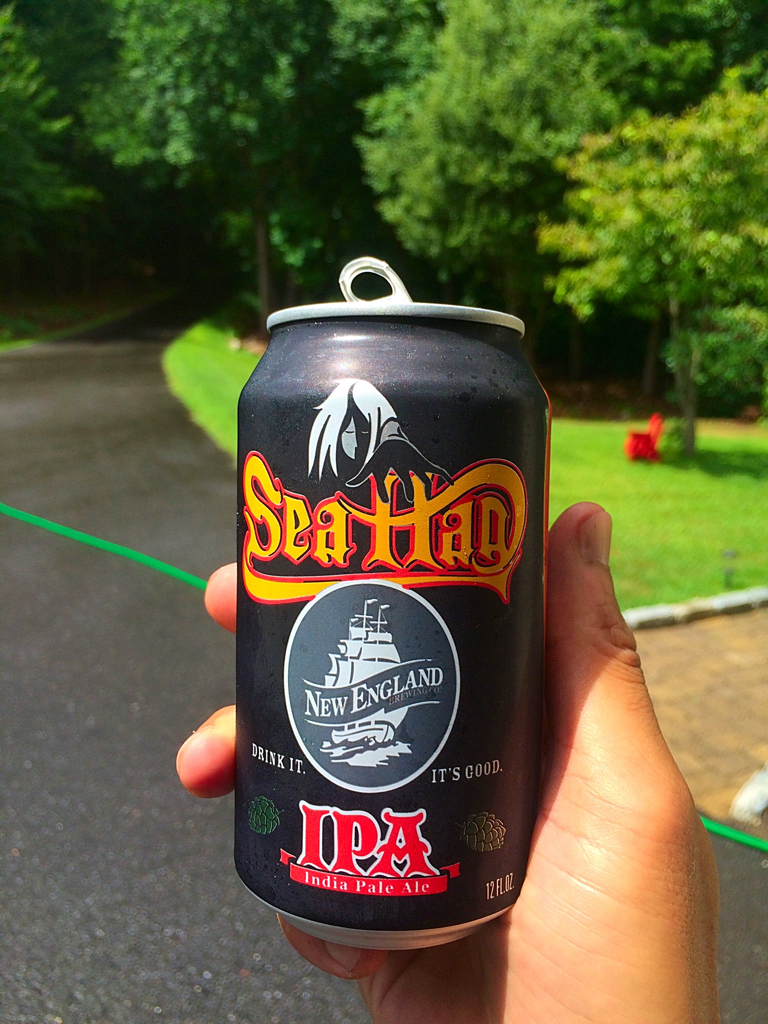 Sea Hag
NEW ENGLAND
BREWING CO.
DRINK IT. IT'S GOOD.
IPA
India Pale Ale
12 FL.OZ.